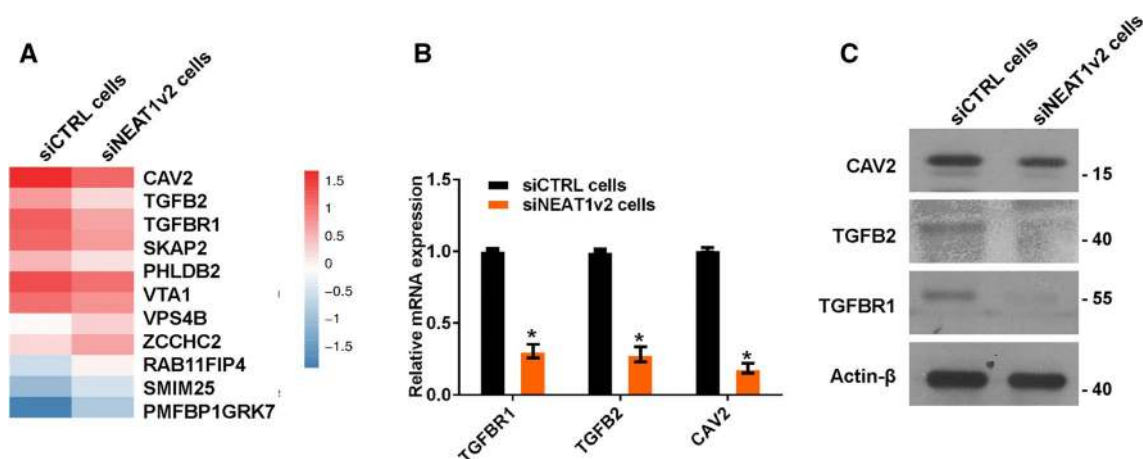 A
siCTRL cells
siNEAT1v2 cells
CAV2
TGFB2
TGFBR1
SKAP2
PHLDB2
VTA1
VPS4B
ZCCHC2
RAB11FIP4
SMIM25
PMFBP1GRK7
1.5
1
0.5
0
−0.5
−1
−1.5
B
siCTRL cells
siNEAT1v2 cells
Relative mRNA expression
1.5
1.0
0.5
0.0
*
*
*
TGFBR1
TGFB2
CAV2
C
siCTRL cells
siNEAT1v2 cells
CAV2
- 15
TGFB2
- 40
TGFBR1
- 55
Actin-β
- 40